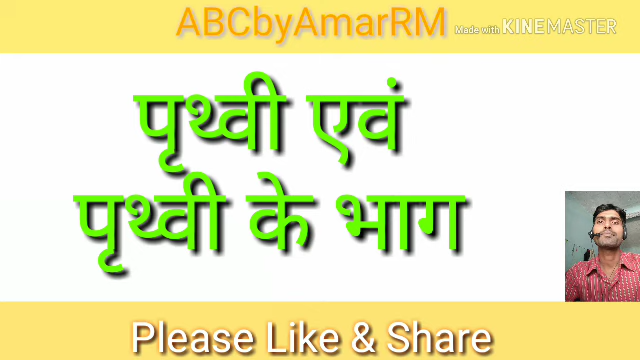 ABCbyAmarRM
Made with KINEMASTER
पृथ्वी एवं
पृथ्वी के भाग
Please Like & Share